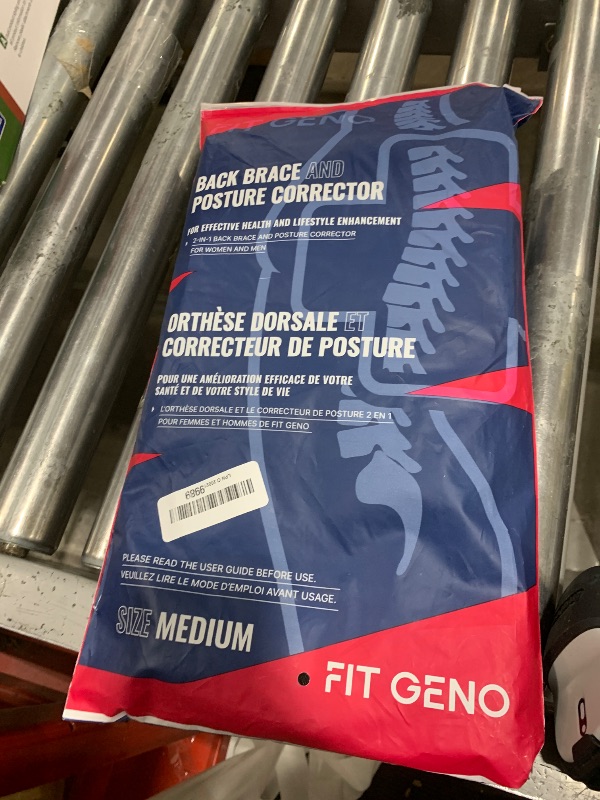 FIT GENO
BACK BRACE AND
POSTURE CORRECTOR
FOR EFFECTIVE HEALTH AND LIFESTYLE ENHANCEMENT
2-IN-1 BACK BRACE AND POSTURE CORRECTOR
FOR WOMEN AND MEN
ORTHÈSE DORSALE ET
CORRECTEUR DE POSTURE
POUR UNE AMÉLIORATION EFFICACE DE VOTRE
SANTÉ ET DE VOTRE STYLE DE VIE
L'ORTHÈSE DORSALE ET LE CORRECTEUR DE POSTURE 2 EN 1
POUR FEMMES ET HOMMES DE FIT GENO
PLEASE READ THE USER GUIDE BEFORE USE.
VEUILLEZ LIRE LE MODE D'EMPLOI AVANT USAGE.
SIZE MEDIUM
FIT GENO